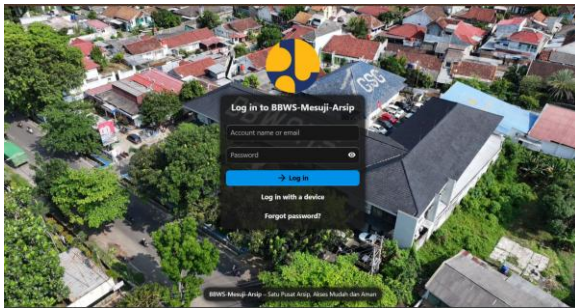 GSG
Log in to BBWS-Mesuji-Arsip
Account name or email
Password
→ Log in
Log in with a device
Forgot password?
BBWS-Mesuji-Arsip – Satu Pusat Arsip, Akses Mudah dan Aman